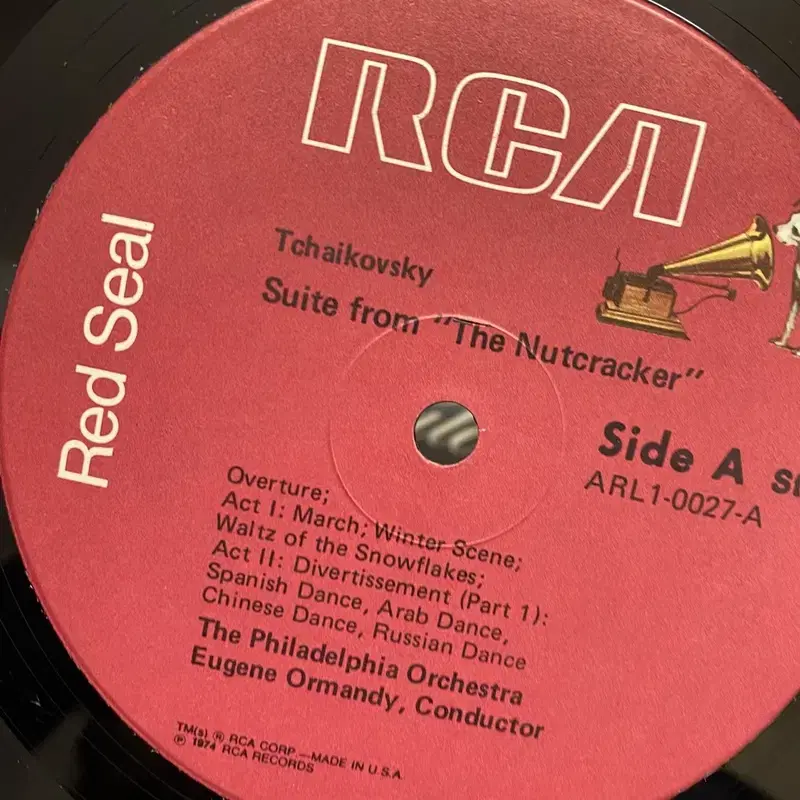 RCA
Red Seal
Tchaikovsky
Suite from "The Nutcracker"
Side A
ARL1-0027-A
Overture;
Act I: March; Winter Scene;
Waltz of the Snowflakes;
Act II: Divertissement (Part 1):
Spanish Dance, Arab Dance,
Chinese Dance, Russian Dance
The Philadelphia Orchestra
Eugene Ormandy, Conductor
TM(s) ® RCA CORP.—MADE IN U.S.A.
℗ 1974 RCA RECORDS